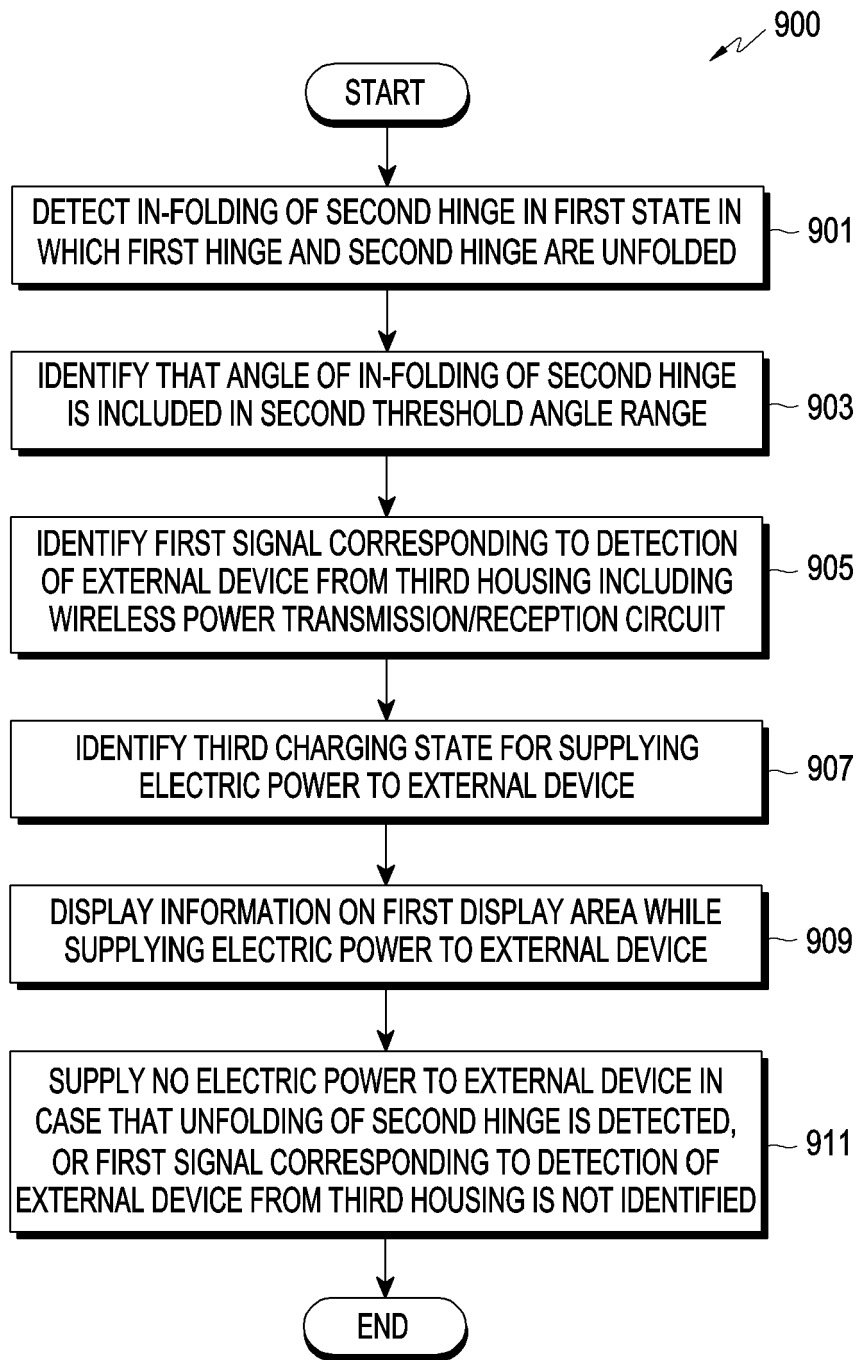 900
START
DETECT IN-FOLDING OF SECOND HINGE IN FIRST STATE IN
WHICH FIRST HINGE AND SECOND HINGE ARE UNFOLDED
901
IDENTIFY THAT ANGLE OF IN-FOLDING OF SECOND HINGE
IS INCLUDED IN SECOND THRESHOLD ANGLE RANGE
903
IDENTIFY FIRST SIGNAL CORRESPONDING TO DETECTION
OF EXTERNAL DEVICE FROM THIRD HOUSING INCLUDING
WIRELESS POWER TRANSMISSION/RECEPTION CIRCUIT
905
IDENTIFY THIRD CHARGING STATE FOR SUPPLYING
ELECTRIC POWER TO EXTERNAL DEVICE
907
DISPLAY INFORMATION ON FIRST DISPLAY AREA WHILE
SUPPLYING ELECTRIC POWER TO EXTERNAL DEVICE
909
SUPPLY NO ELECTRIC POWER TO EXTERNAL DEVICE IN
CASE THAT UNFOLDING OF SECOND HINGE IS DETECTED,
OR FIRST SIGNAL CORRESPONDING TO DETECTION OF
EXTERNAL DEVICE FROM THIRD HOUSING IS NOT IDENTIFIED
911
END